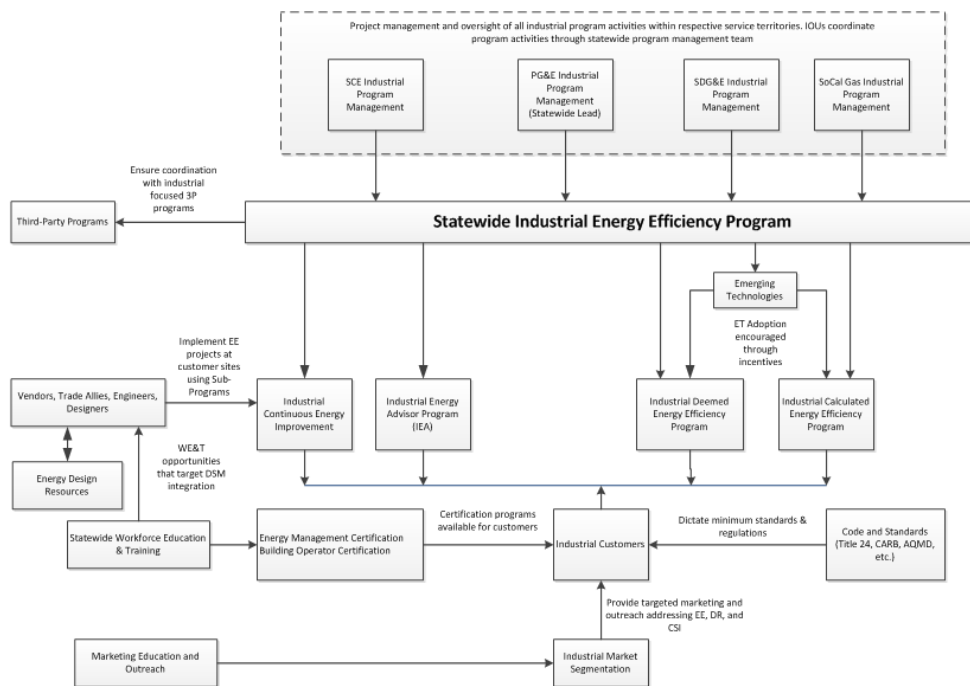 Project management and oversight of all industrial program activities within respective service territories. IOUs coordinate
program activities through statewide program management team
SCE Industrial
Program
Management
PG&E Industrial
Program
Management
(Statewide Lead)
SDG&E Industrial
Program
Management
SoCal Gas Industrial
Program
Management
Ensure coordination
with industrial
focused 3P
programs
Third-Party Programs
Statewide Industrial Energy Efficiency Program
Emerging
Technologies
ET Adoption
encouraged
through
incentives
Implement EE
projects at
customer sites
using Sub-
Programs
Vendors, Trade Allies, Engineers,
Designers
Industrial
Continuous Energy
Improvement
Industrial Energy
Advisor Program
(IEA)
Industrial Deemed
Energy Efficiency
Program
Industrial Calculated
Energy Efficiency
Program
WE&T
opportunities
that target DSM
integration
Energy Design
Resources
Statewide Workforce Education
& Training
Energy Management Certification
Building Operator Certification
Certification programs
available for customers
Industrial Customers
Dictate minimum standards &
regulations
Code and Standards
(Title 24, CARB, AQMD,
etc.)
Provide targeted marketing and
outreach addressing EE, DR, and
CSI
Marketing Education and
Outreach
Industrial Market
Segmentation